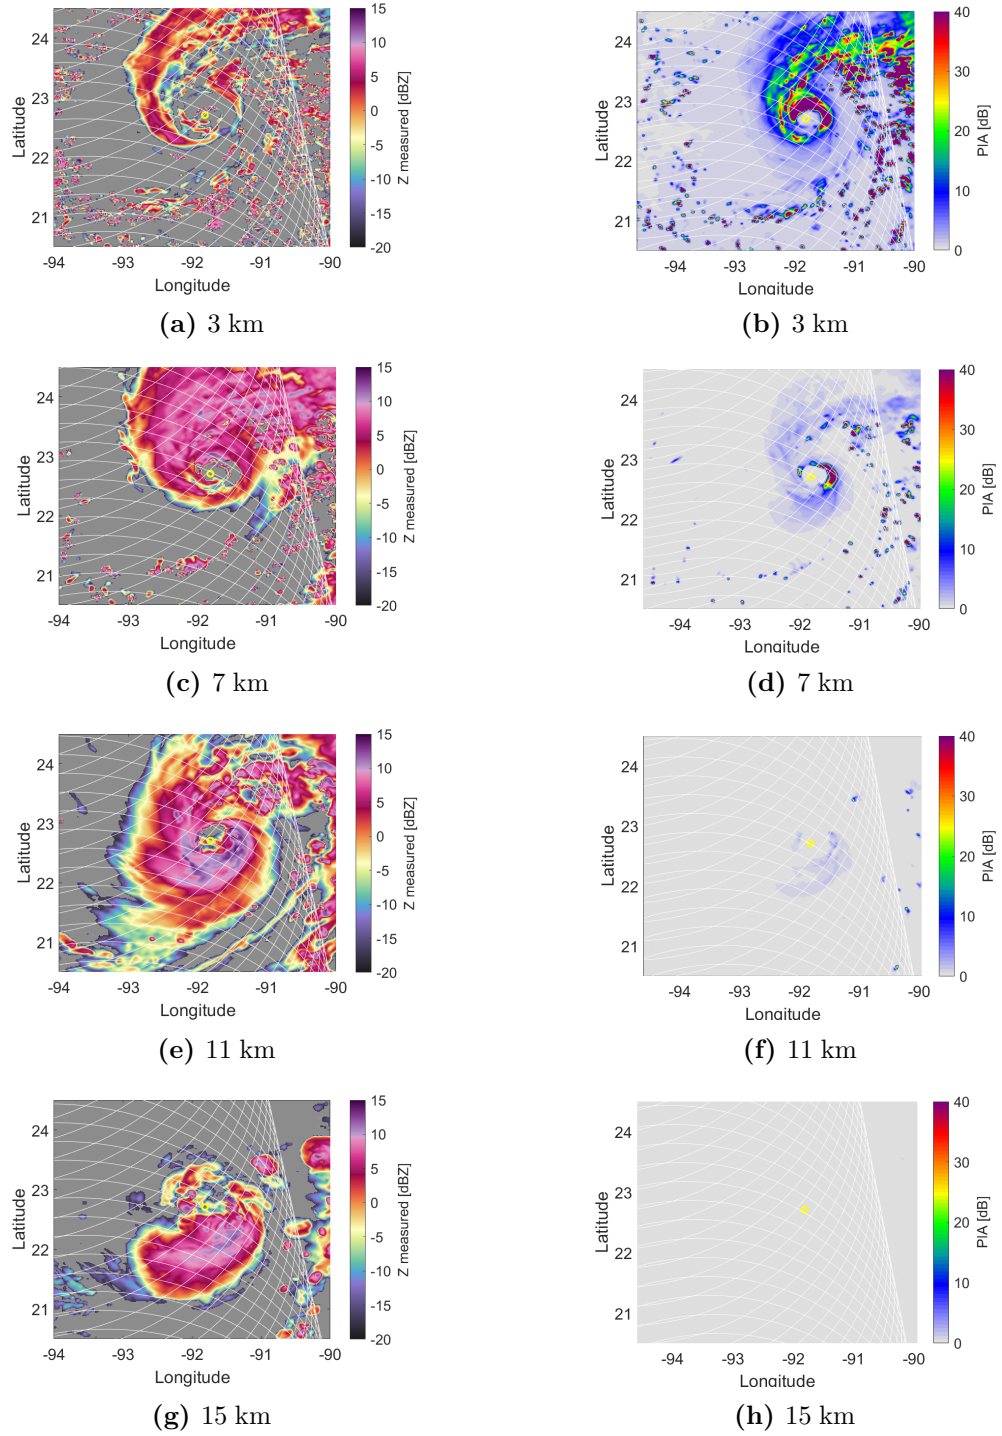 24
23
22
21
Latitude
-94 -93 -92 -91 -90
Longitude
15
10
5
0
-5
-10
-15
-20
Z measured [dBZ]
(a) 3 km
24
23
22
21
Latitude
-94 -93 -92 -91 -90
Longitude
40
30
20
10
0
PIA [dB]
(b) 3 km
24
23
22
21
Latitude
-94 -93 -92 -91 -90
Longitude
15
10
5
0
-5
-10
-15
-20
Z measured [dBZ]
(c) 7 km
24
23
22
21
Latitude
-94 -93 -92 -91 -90
Longitude
40
30
20
10
0
PIA [dB]
(d) 7 km
24
23
22
21
Latitude
-94 -93 -92 -91 -90
Longitude
15
10
5
0
-5
-10
-15
-20
Z measured [dBZ]
(e) 11 km
24
23
22
21
Latitude
-94 -93 -92 -91 -90
Longitude
40
30
20
10
0
PIA [dB]
(f) 11 km
24
23
22
21
Latitude
-94 -93 -92 -91 -90
Longitude
15
10
5
0
-5
-10
-15
-20
Z measured [dBZ]
(g) 15 km
24
23
22
21
Latitude
-94 -93 -92 -91 -90
Longitude
40
30
20
10
0
PIA [dB]
(h) 15 km